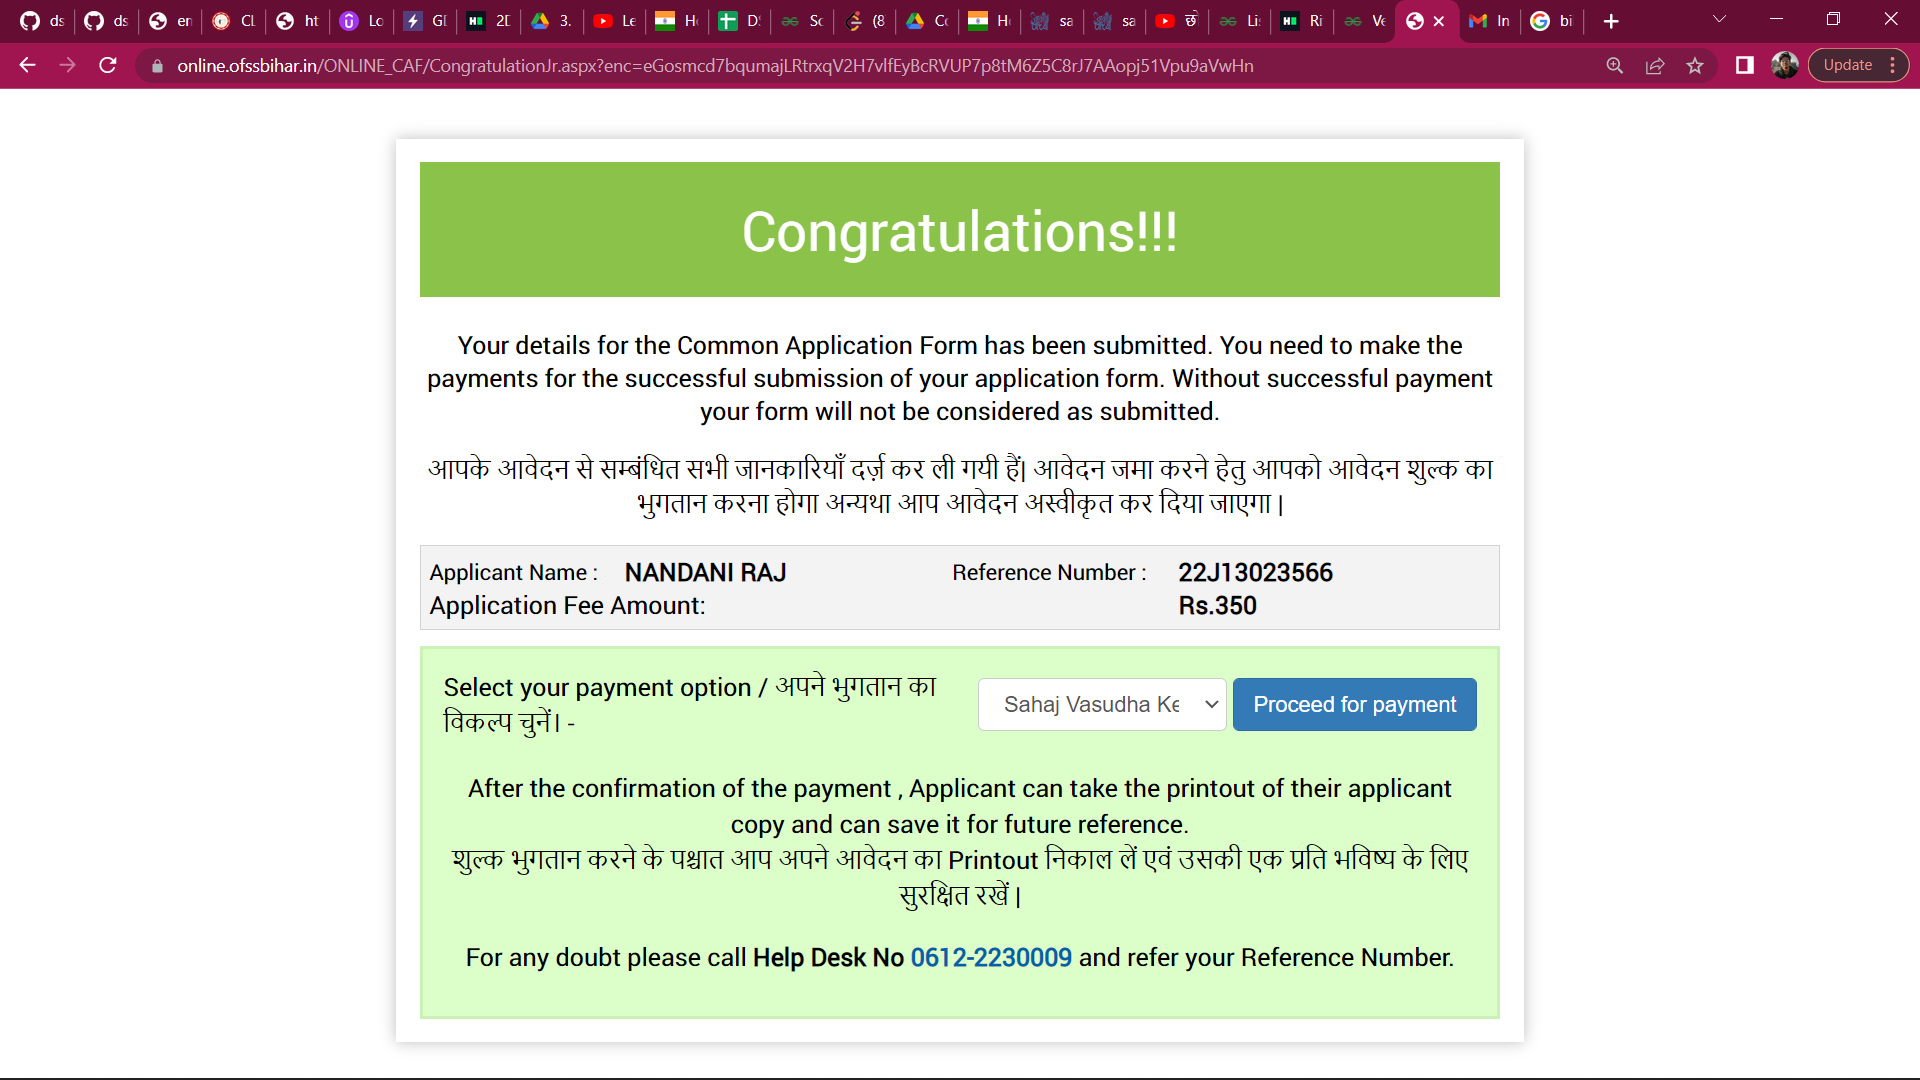 ds
ds
en
Cl
ht
Lo
Gl
3.
Le
H
D
Sc
(8
Co
H
sa
sa
Li
Ri
Ve
In
bi
online.ofssbihar.in/ONLINE_CAF/CongratulationJr.aspx?enc=eGosmcd7bqumajLRtrxqV2H7vlfEyBcRVUP7p8tM6Z5C8rJ7AAopj51Vpu9aVwHn
Update
Congratulations!!!
Your details for the Common Application Form has been submitted. You need to make the
payments for the successful submission of your application form. Without successful payment
your form will not be considered as submitted.
आपके आवेदन से सम्बंधित सभी जानकारियाँ दर्ज़ कर ली गयी हैं| आवेदन जमा करने हेतु आपको आवेदन शुल्क का
भुगतान करना होगा अन्यथा आप आवेदन अस्वीकृत कर दिया जाएगा |
Applicant Name : NANDANI RAJ Reference Number : 22J13023566
Application Fee Amount: Rs.350
Select your payment option / अपने भुगतान का
विकल्प चुनें। -
Sahaj Vasudha Ke
Proceed for payment
After the confirmation of the payment , Applicant can take the printout of their applicant
copy and can save it for future reference.
शुल्क भुगतान करने के पश्चात आप अपने आवेदन का Printout निकाल लें एवं उसकी एक प्रति भविष्य के लिए
सुरक्षित रखें |
For any doubt please call Help Desk No 0612-2230009 and refer your Reference Number.